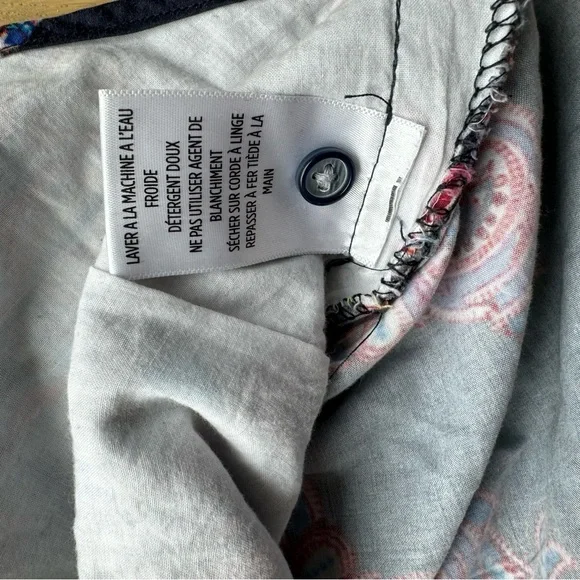 LAVER À LA MACHINE A L'EAU
FROIDE
DÉTERGENT DOUX
NE PAS UTILISER AGENT DE
BLANCHIMENT
SÉCHER SUR CORDE À LINGE
REPASSER À FER TIÈDE À LA
MAIN